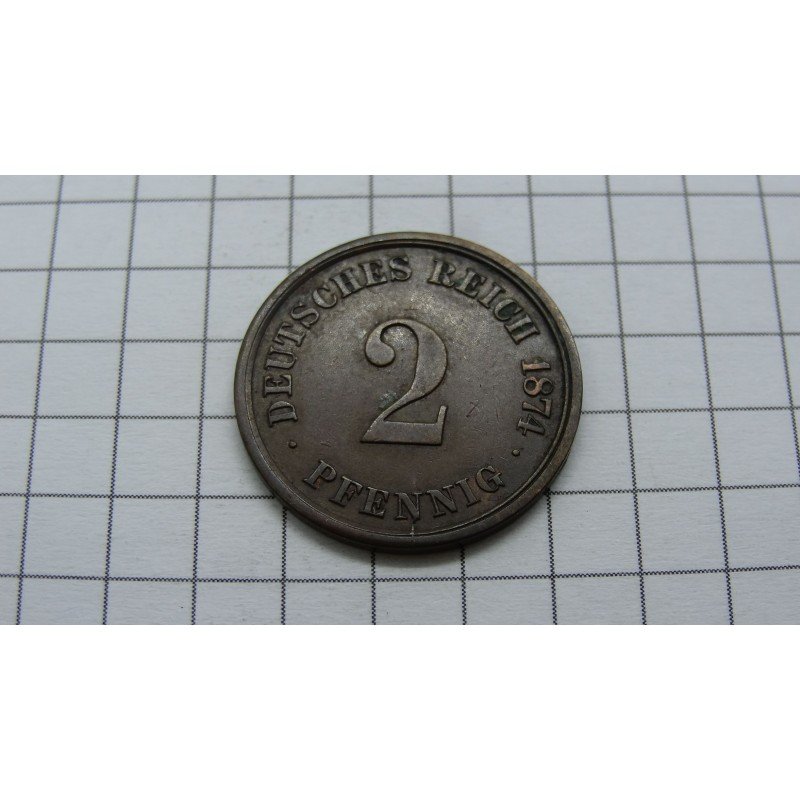 DEUTSCHES REICH 1874
2
PFENNIG